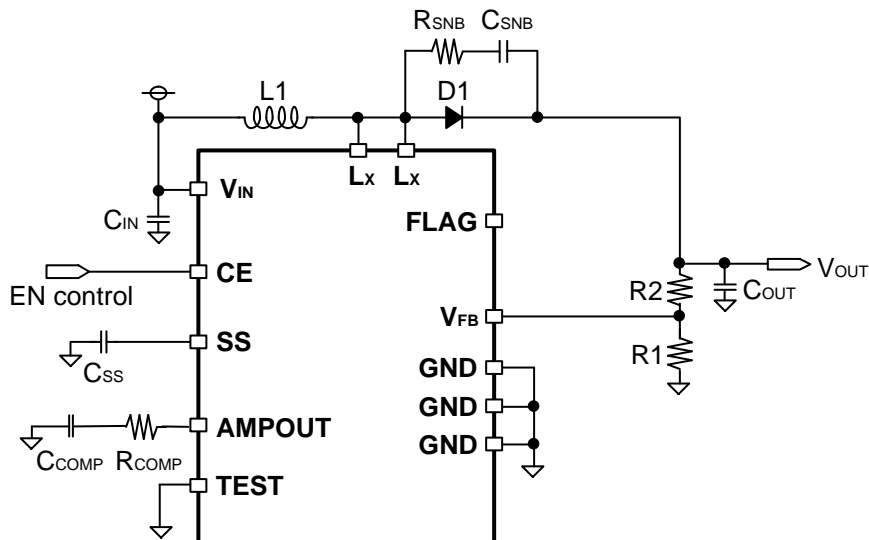 RSNB CSNB
L1
D1
LX LX
VIN
CIN
FLAG
CE
EN control
VOUT
R2
COUT
VFB
SS
CSS
R1
GND
GND
AMPOUT
GND
CCOMP RCOMP
TEST